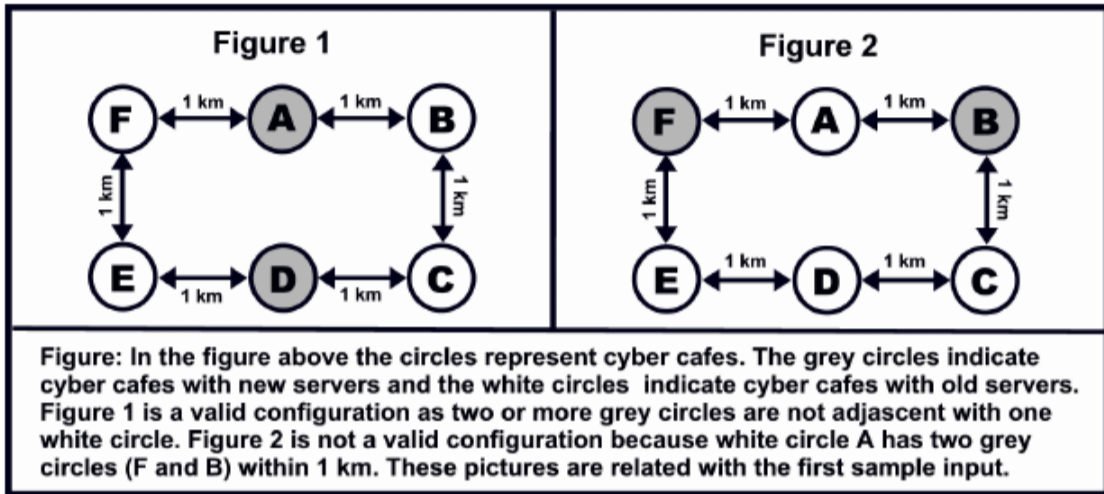 Figure 1
F
1 km
A
1 km
B
1 km
1 km
E
1 km
D
1 km
C
Figure 2
F
1 km
A
1 km
B
1 km
1 km
E
1 km
D
1 km
C
Figure: In the figure above the circles represent cyber cafes. The grey circles indicate
cyber cafes with new servers and the white circles indicate cyber cafes with old servers.
Figure 1 is a valid configuration as two or more grey circles are not adjascent with one
white circle. Figure 2 is not a valid configuration because white circle A has two grey
circles (F and B) within 1 km. These pictures are related with the first sample input.